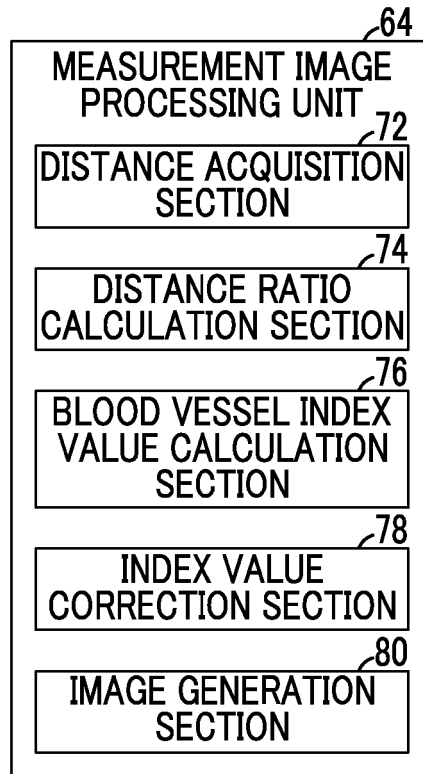 64
MEASUREMENT IMAGE
PROCESSING UNIT
72
DISTANCE ACQUISITION
SECTION
74
DISTANCE RATIO
CALCULATION SECTION
76
BLOOD VESSEL INDEX
VALUE CALCULATION
SECTION
78
INDEX VALUE
CORRECTION SECTION
80
IMAGE GENERATION
SECTION